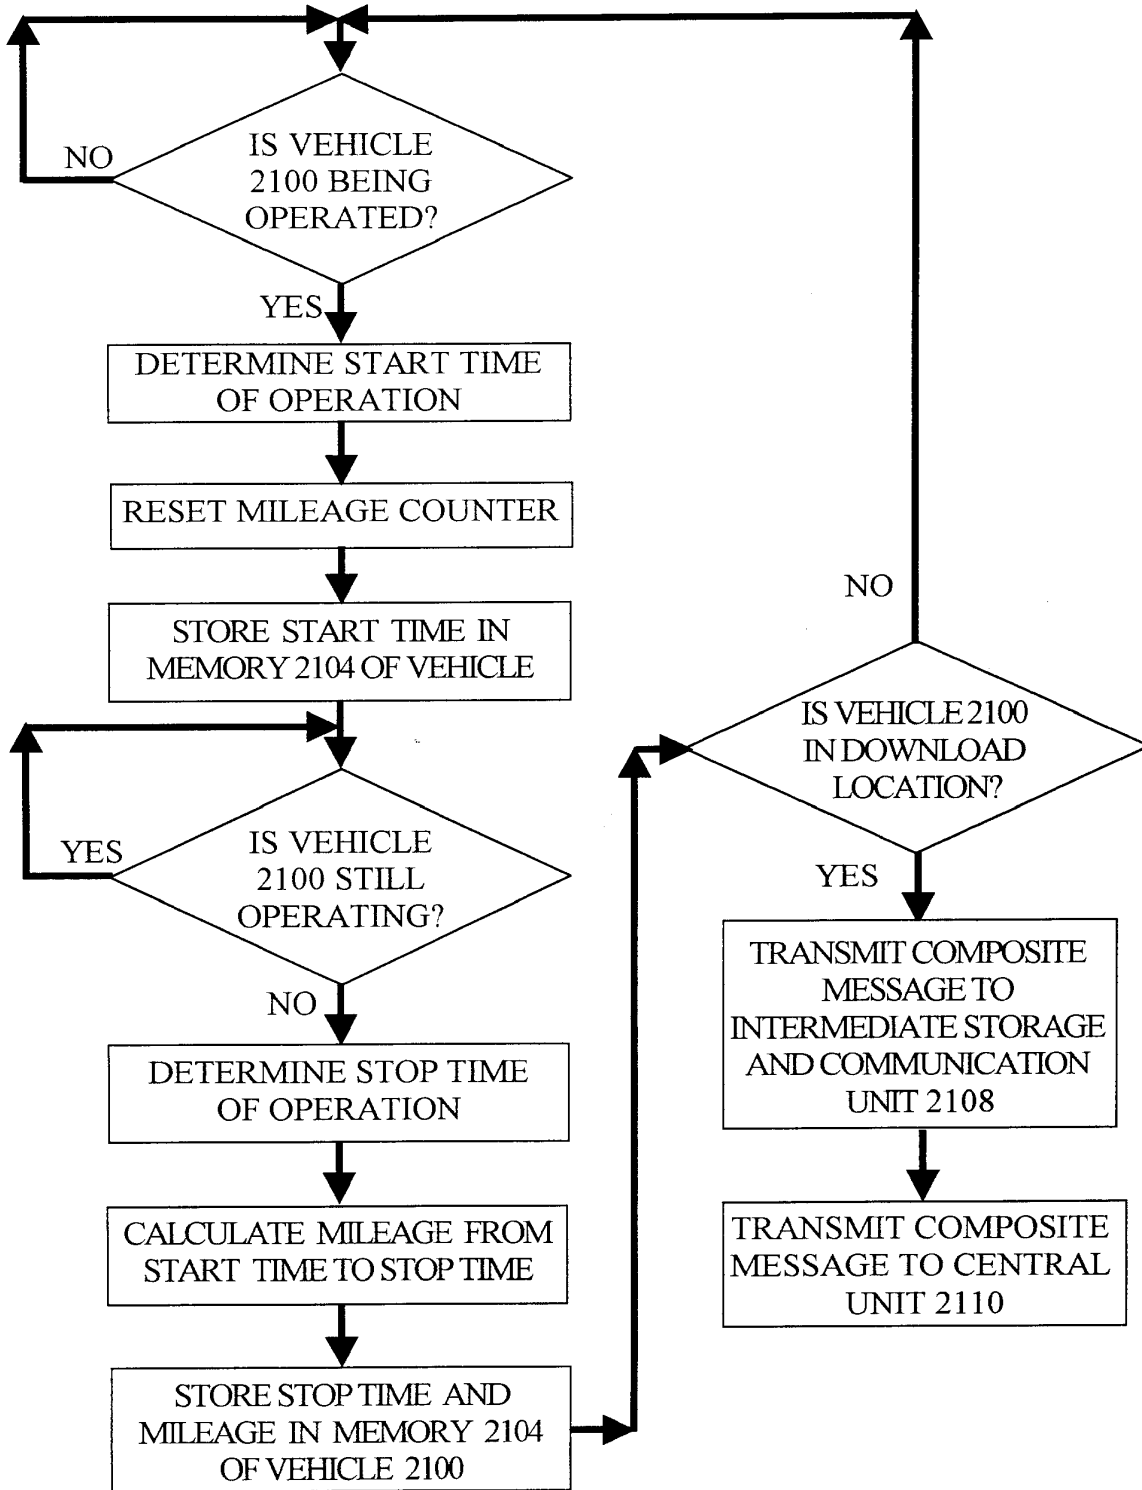 NO
IS VEHICLE
2100 BEING
OPERATED?
YES
DETERMINE START TIME
OF OPERATION
RESET MILEAGE COUNTER
STORE START TIME IN
MEMORY 2104 OF VEHICLE
YES
IS VEHICLE
2100 STILL
OPERATING?
NO
DETERMINE STOP TIME
OF OPERATION
CALCULATE MILEAGE FROM
START TIME TO STOP TIME
STORE STOP TIME AND
MILEAGE IN MEMORY 2104
OF VEHICLE 2100
NO
IS VEHICLE 2100
IN DOWNLOAD
LOCATION?
YES
TRANSMIT COMPOSITE
MESSAGE TO
INTERMEDIATE STORAGE
AND COMMUNICATION
UNIT 2108
TRANSMIT COMPOSITE
MESSAGE TO CENTRAL
UNIT 2110